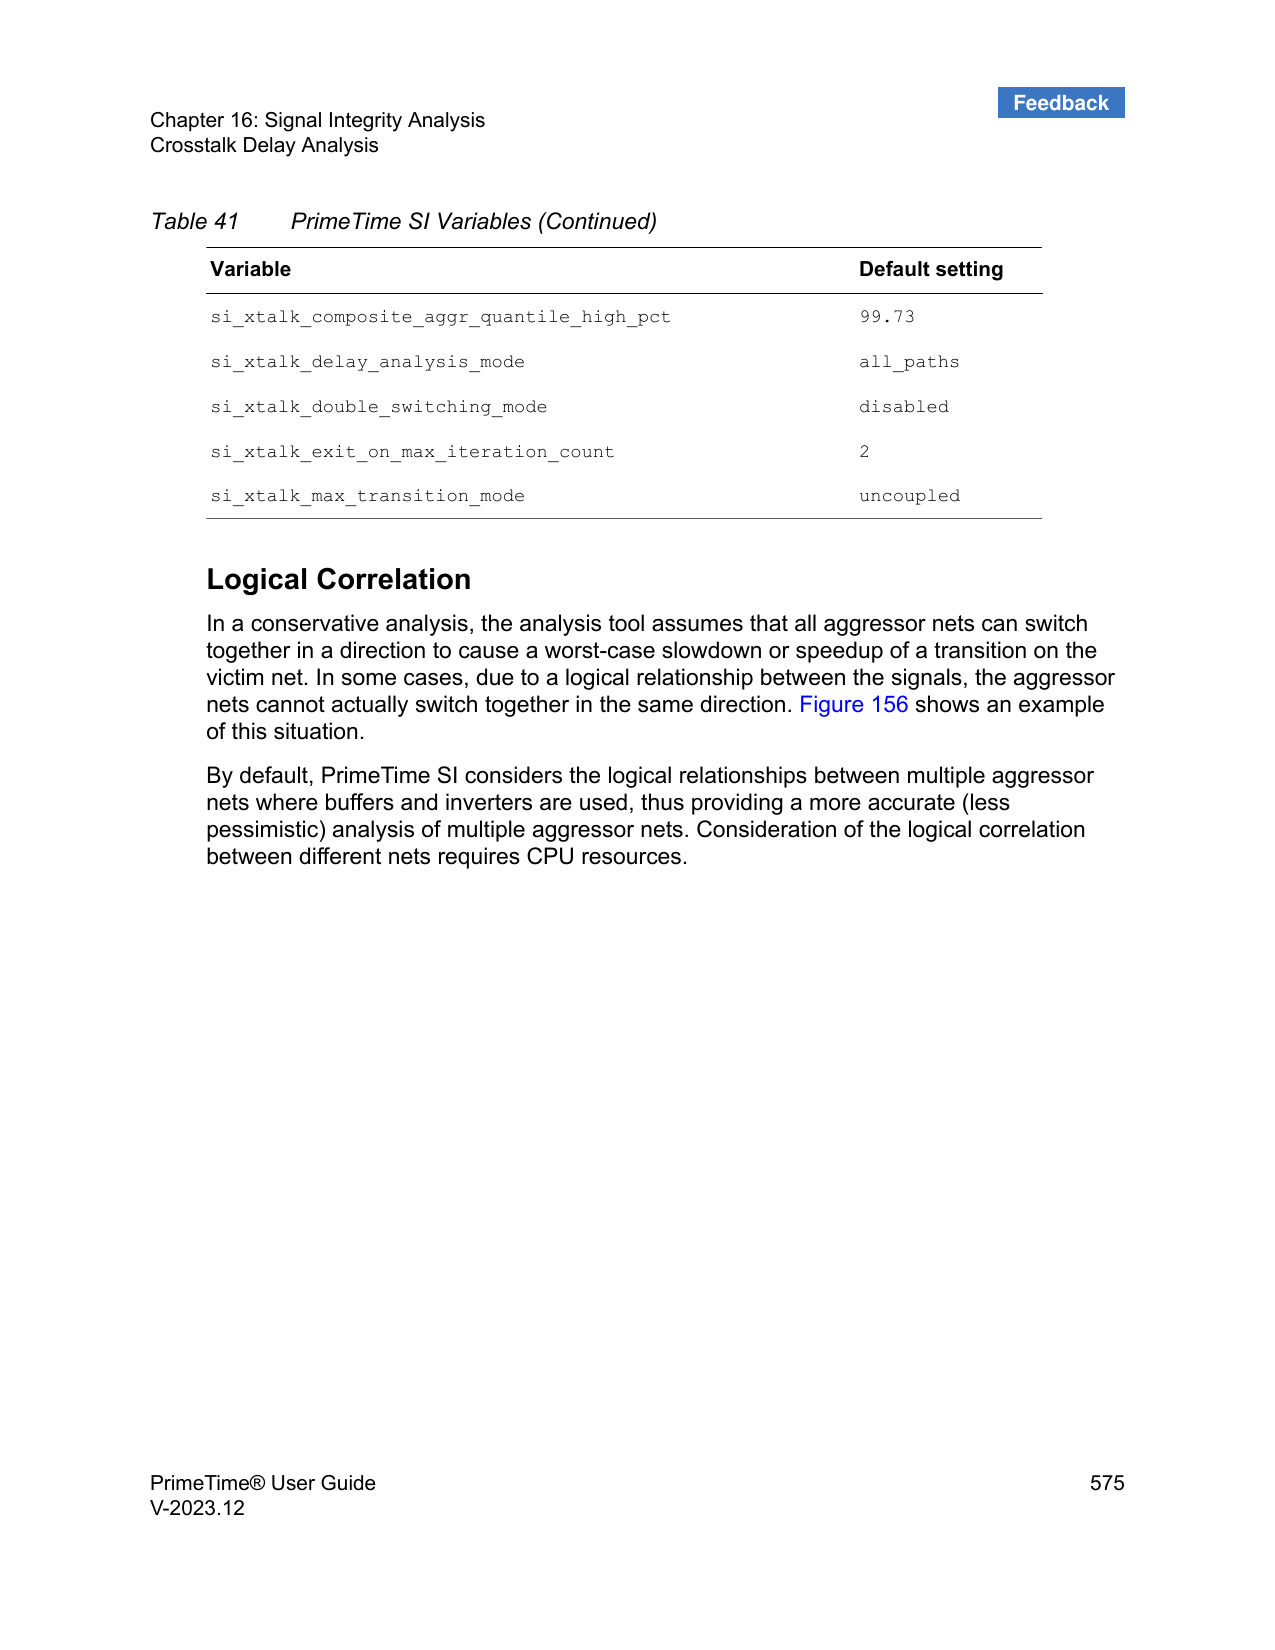 Feedback
Chapter 16: Signal Integrity Analysis
Crosstalk Delay Analysis
Table 41 PrimeTime SI Variables (Continued)
Variable Default setting
si_xtalk_composite_aggr_quantile_high_pct 99.73
si_xtalk_delay_analysis_mode all_paths
si_xtalk_double_switching_mode disabled
si_xtalk_exit_on_max_iteration_count 2
si_xtalk_max_transition_mode uncoupled
Logical Correlation
In a conservative analysis, the analysis tool assumes that all aggressor nets can switch
together in a direction to cause a worst-case slowdown or speedup of a transition on the
victim net. In some cases, due to a logical relationship between the signals, the aggressor
nets cannot actually switch together in the same direction. Figure 156 shows an example
of this situation.
By default, PrimeTime SI considers the logical relationships between multiple aggressor
nets where buffers and inverters are used, thus providing a more accurate (less
pessimistic) analysis of multiple aggressor nets. Consideration of the logical correlation
between different nets requires CPU resources.
PrimeTime® User Guide 575
V-2023.12